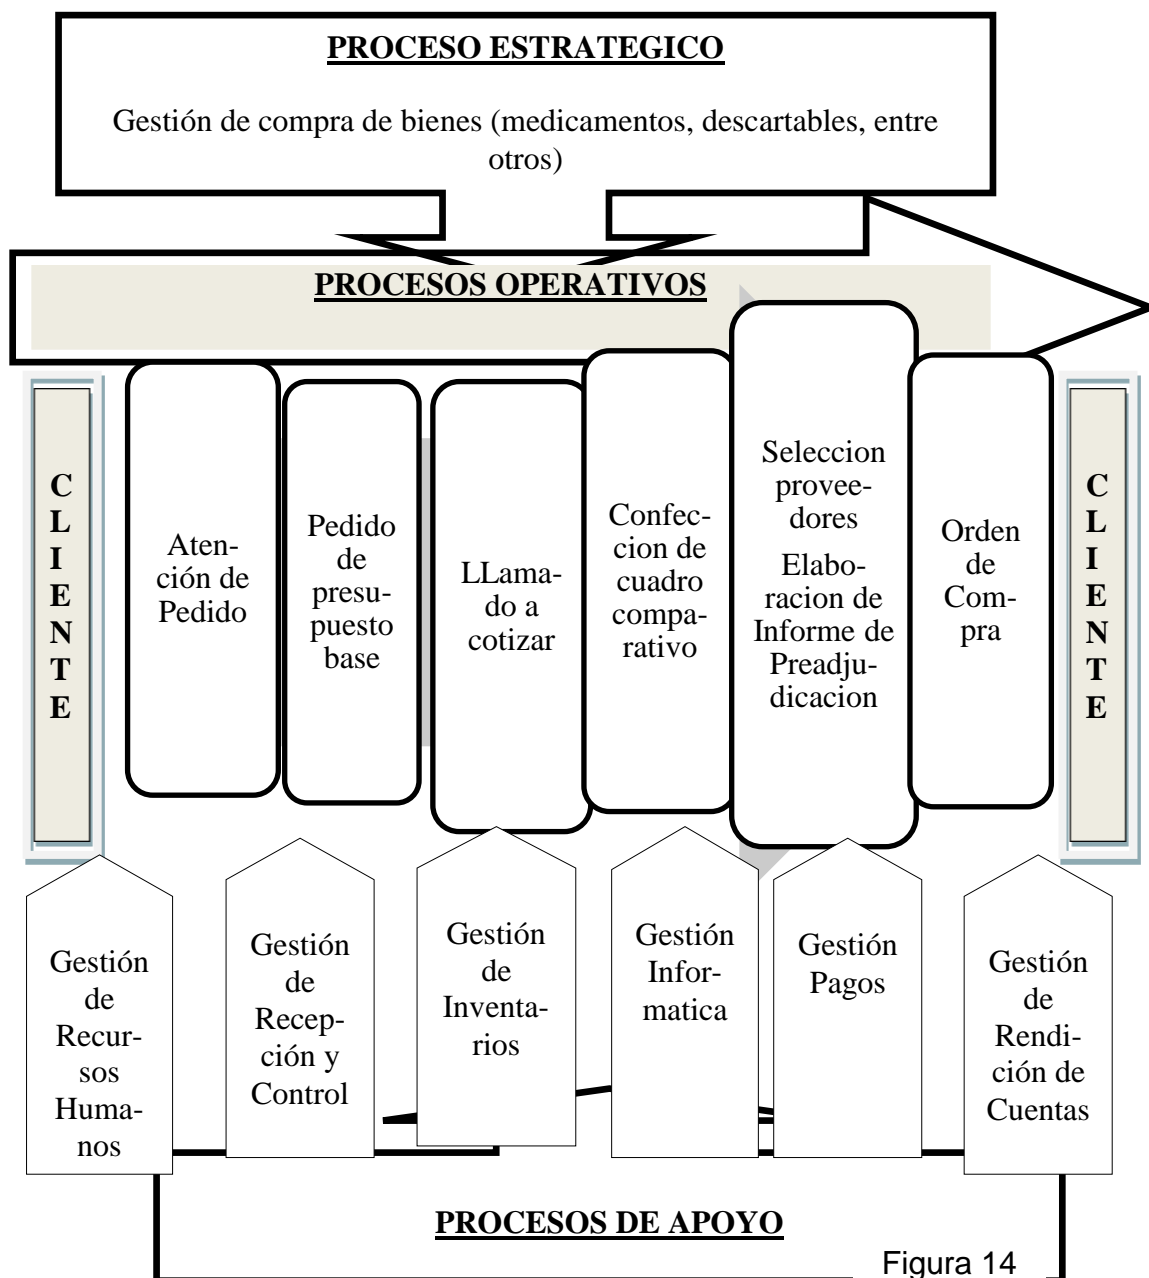 PROCESO ESTRATEGICO
Gestión de compra de bienes (medicamentos, descartables, entre
otros)
PROCESOS OPERATIVOS
C
L
I
E
N
T
E
Aten-
ción de
Pedido
Pedido
de
presu-
puesto
base
LLama-
do a
cotizar
Confec-
cion de
cuadro
compa-
rativo
Seleccion
provee-
dores
Elabo-
racion de
Informe de
Preadju-
dicacion
Orden
de
Com-
pra
C
L
I
E
N
T
E
Gestión
de
Recur-
sos
Huma-
nos
Gestión
de
Recep-
ción y
Control
Gestión
de
Inventa-
rios
Gestión
Infor-
matica
Gestión
Pagos
Gestión
de
Rendi-
ción de
Cuentas
PROCESOS DE APOYO
Figura 14